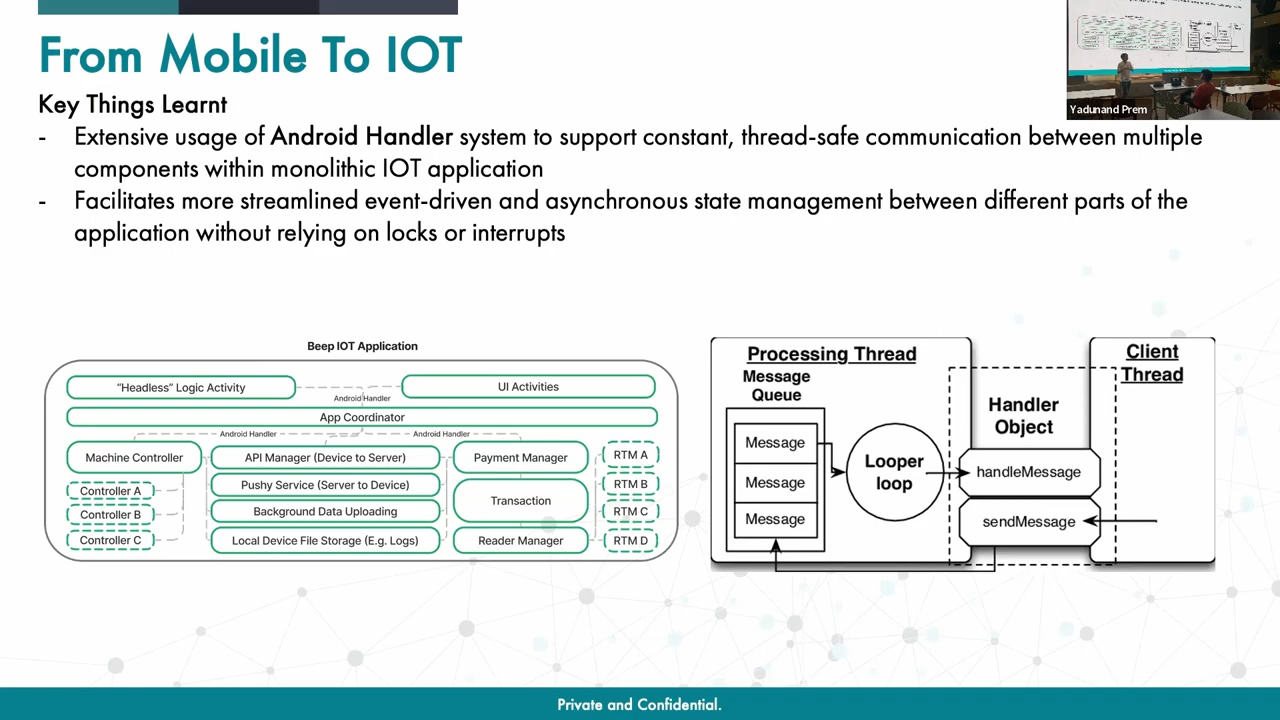 From Mobile To IOT
Yadunand Prem
Key Things Learnt
- Extensive usage of Android Handler system to support constant, thread-safe communication between multiple
components within monolithic IOT application
- Facilitates more streamlined event-driven and asynchronous state management between different parts of the
application without relying on locks or interrupts
Beep IOT Application
"Headless" Logic Activity
UI Activities
Android Handler
App Coordinator
Android Handler
Android Handler
Machine Controller
Controller A
Controller B
Controller C
API Manager (Device to Server)
Pushy Service (Server to Device)
Background Data Uploading
Local Device File Storage (E.g. Logs)
Payment Manager
Transaction
Reader Manager
RTM A
RTM B
RTM C
RTM D
Processing Thread
Message
Queue
Message
Message
Message
Looper
loop
Handler
Object
handleMessage
sendMessage
Client
Thread
Private and Confidential.